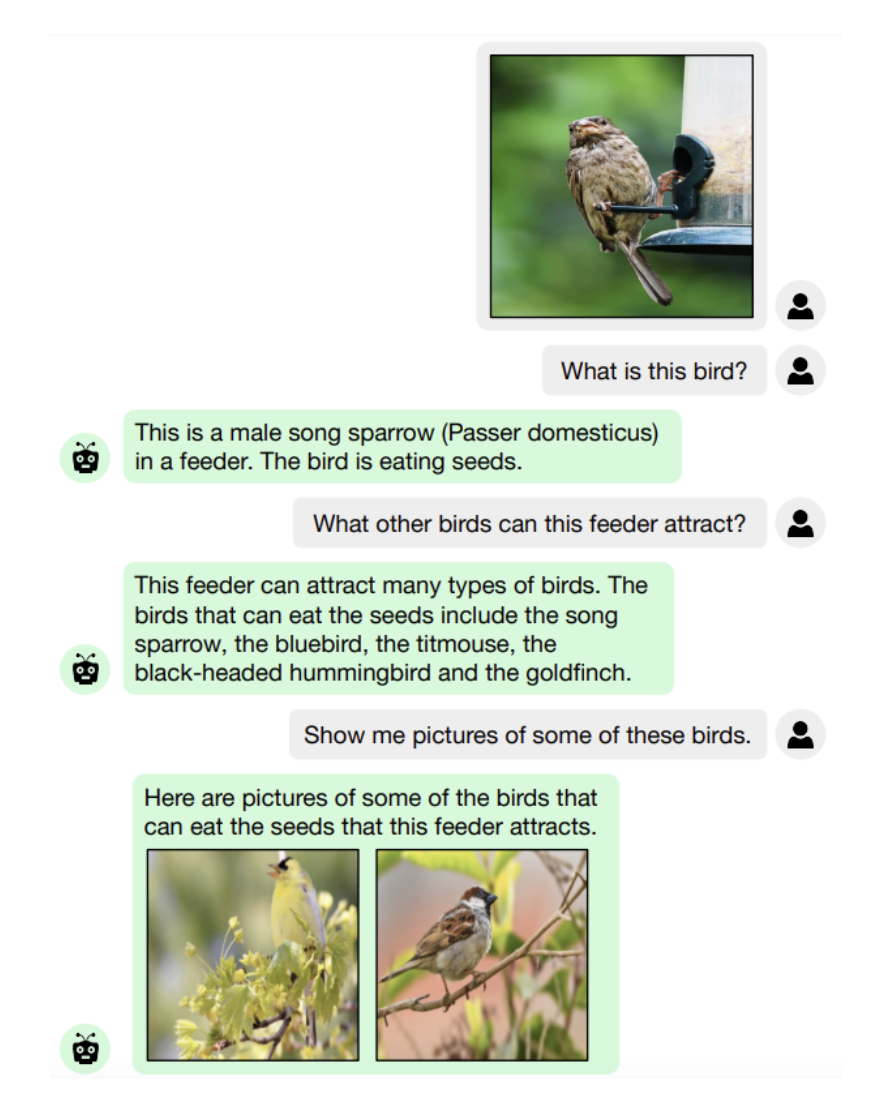 What is this bird?
This is a male song sparrow (Passer domesticus)
in a feeder. The bird is eating seeds.
What other birds can this feeder attract?
This feeder can attract many types of birds. The
birds that can eat the seeds include the song
sparrow, the bluebird, the titmouse, the
black-headed hummingbird and the goldfinch.
Show me pictures of some of these birds.
Here are pictures of some of the birds that
can eat the seeds that this feeder attracts.